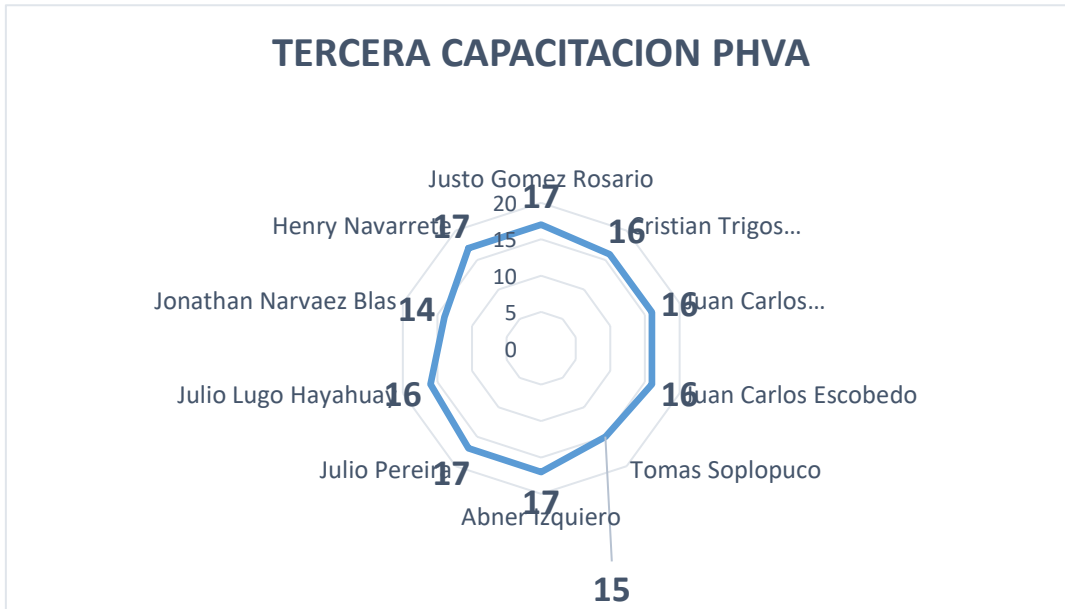 TERCERA CAPACITACION PHVA
Justo Gomez Rosario
17
20
Henry Navarrete
17
16
Cristian Trigos...
15
10
Jonathan Narvaez Blas
14
16
Juan Carlos...
5
0
Julio Lugo Hayahuay
16
16
Juan Carlos Escobedo
Julio Pereira
17
Tomas Soplopuco
17
Abner Izquiero
15